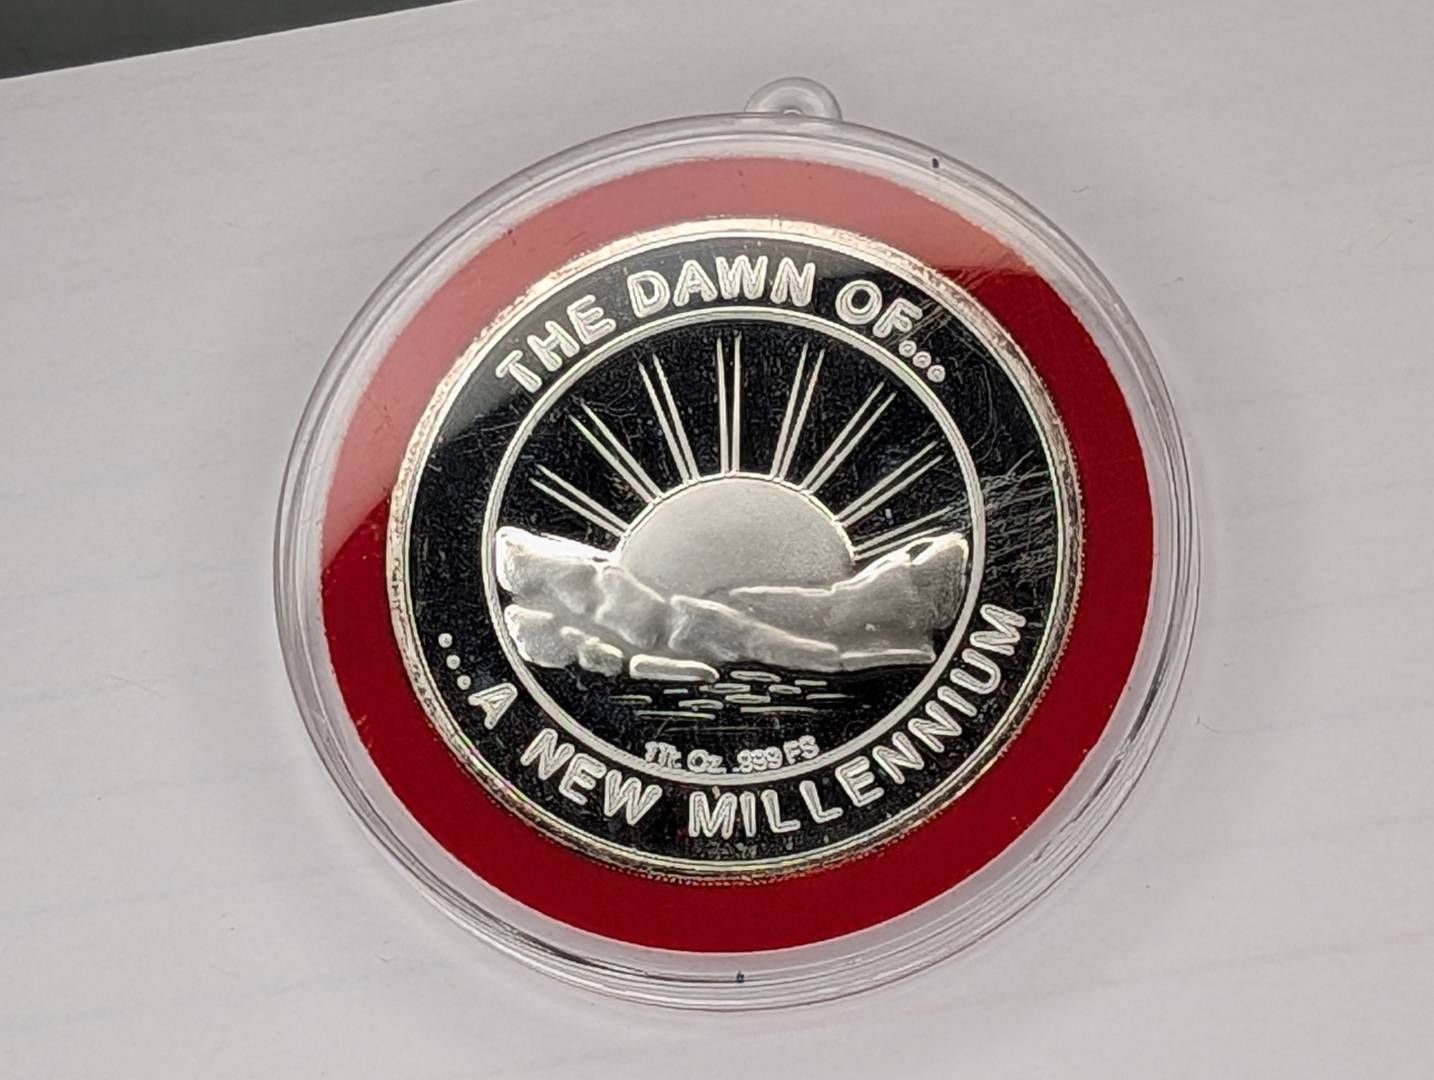 THE DAWN OF...
1 Tr. Oz. .999 FS
...A NEW MILLENNIUM